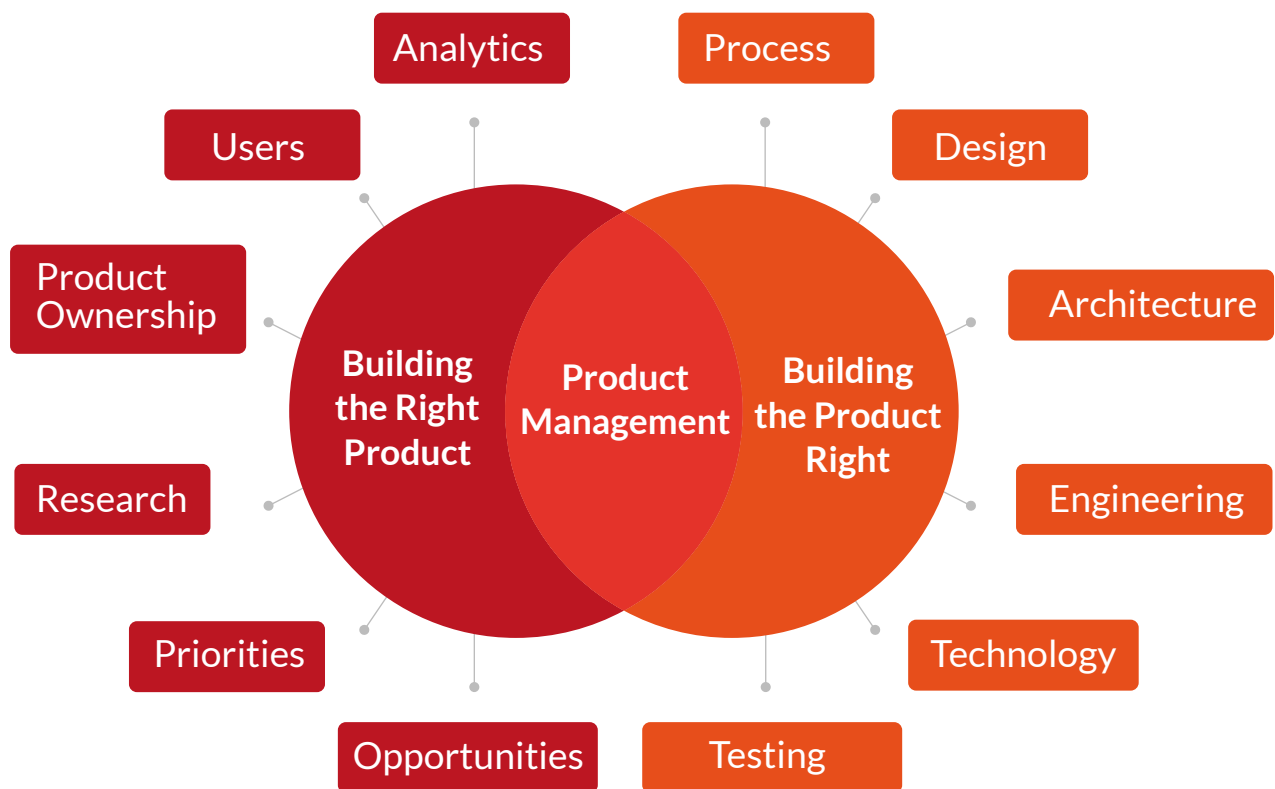 Analytics
Process
Users
Design
Product
Ownership
Architecture
Building
the Right
Product
Product
Management
Building
the Product
Right
Research
Engineering
Priorities
Technology
Opportunities
Testing